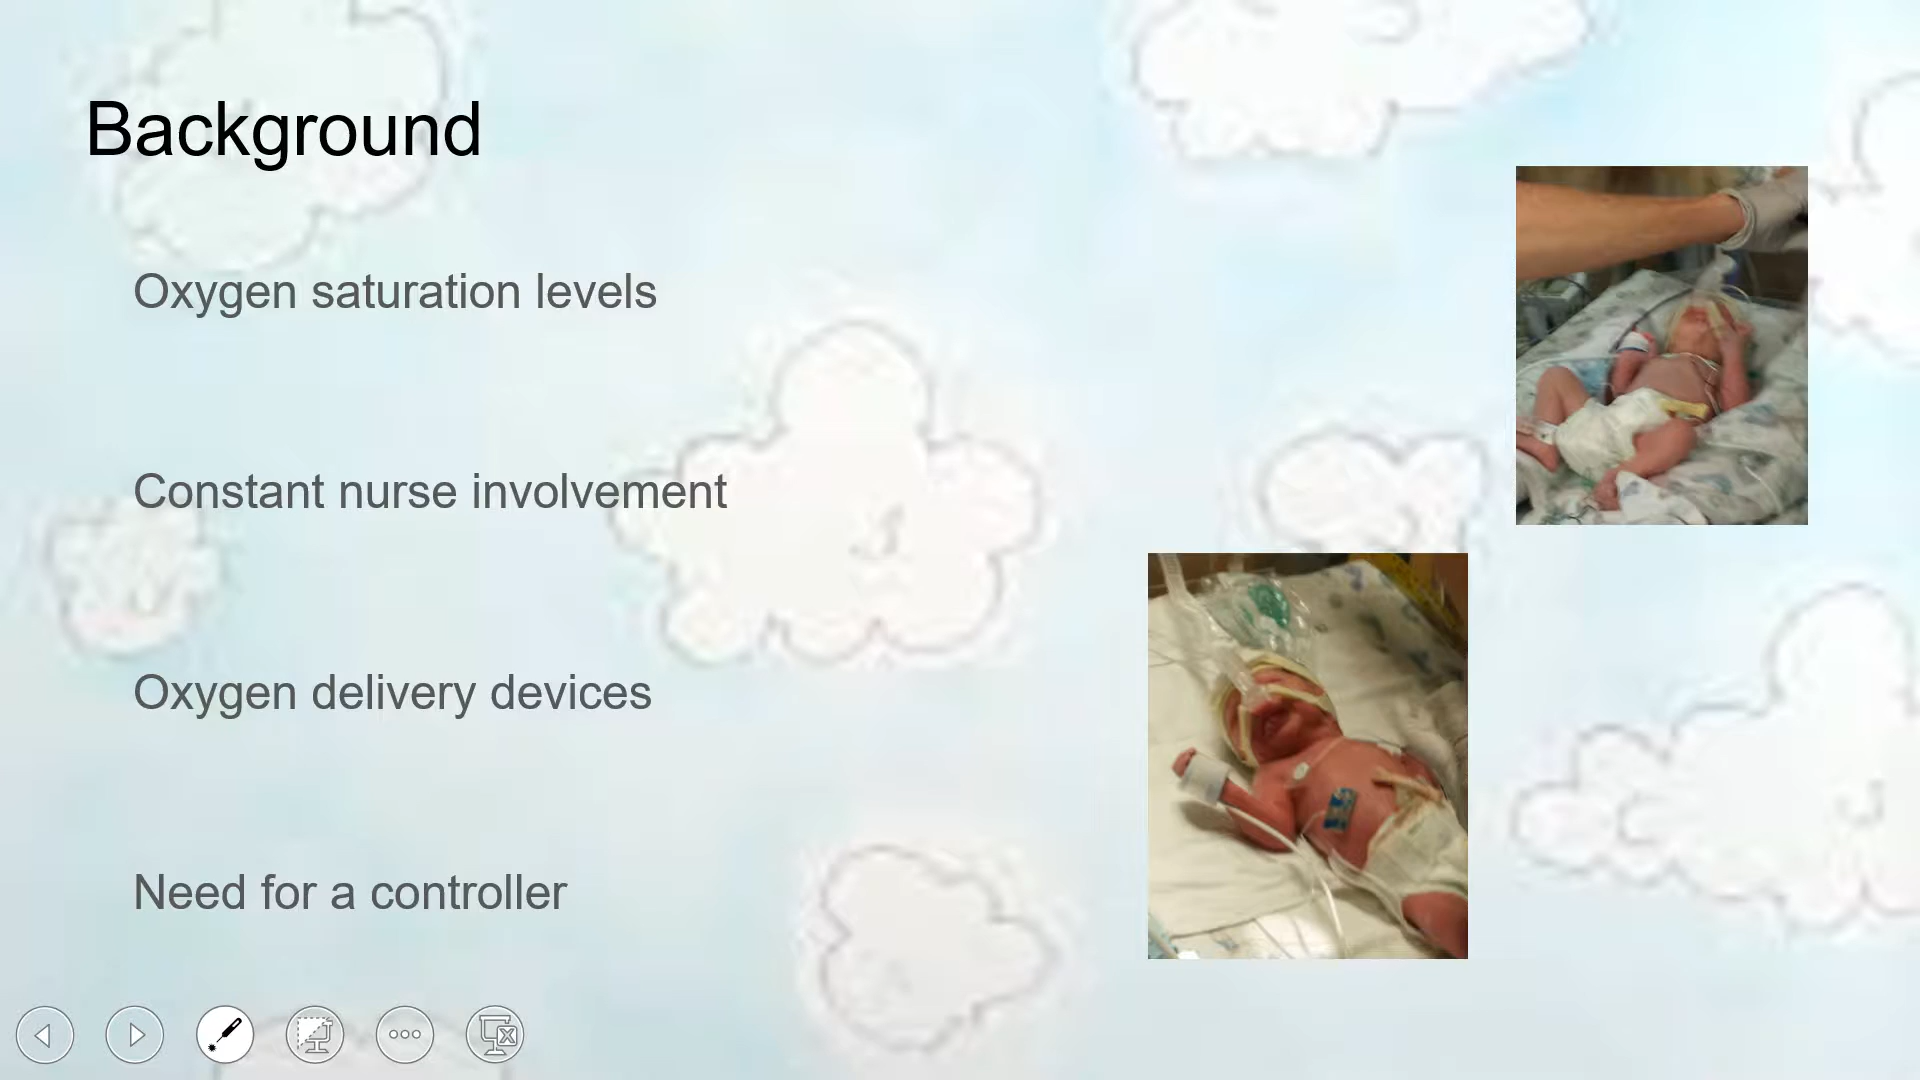 Background
Oxygen saturation levels
Constant nurse involvement
Oxygen delivery devices
Need for a controller